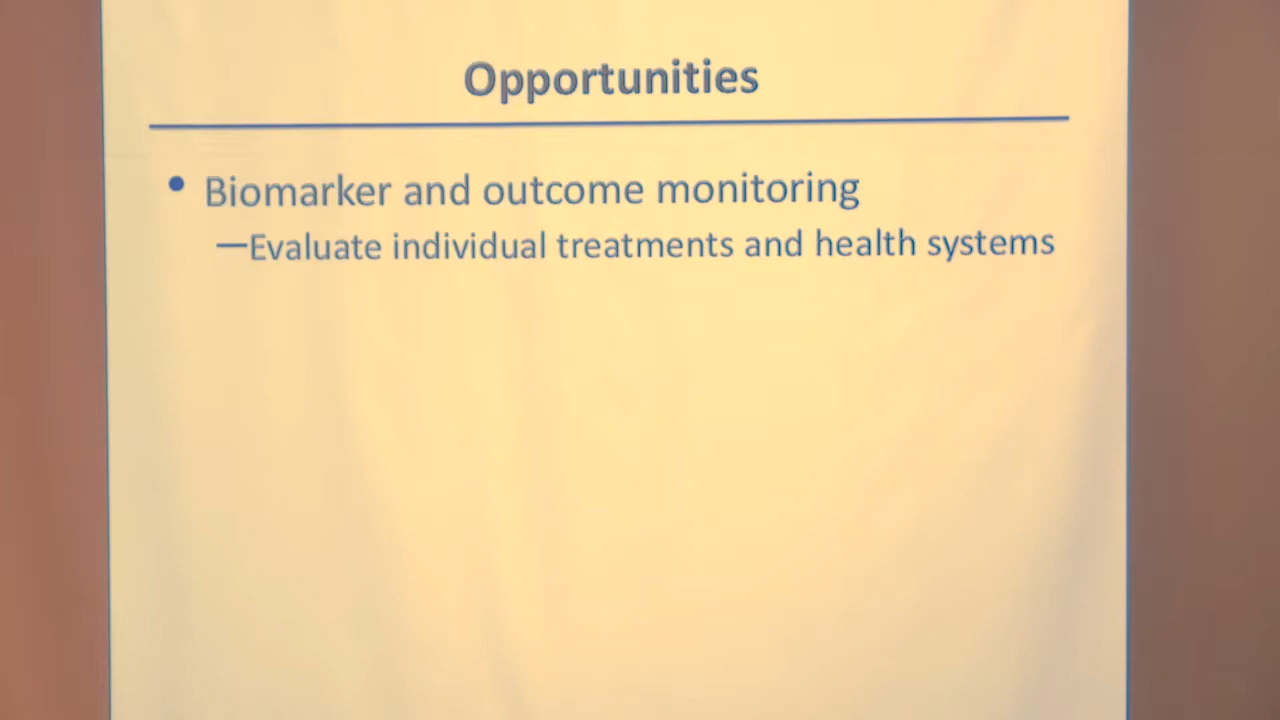 Opportunities
• Biomarker and outcome monitoring
—Evaluate individual treatments and health systems